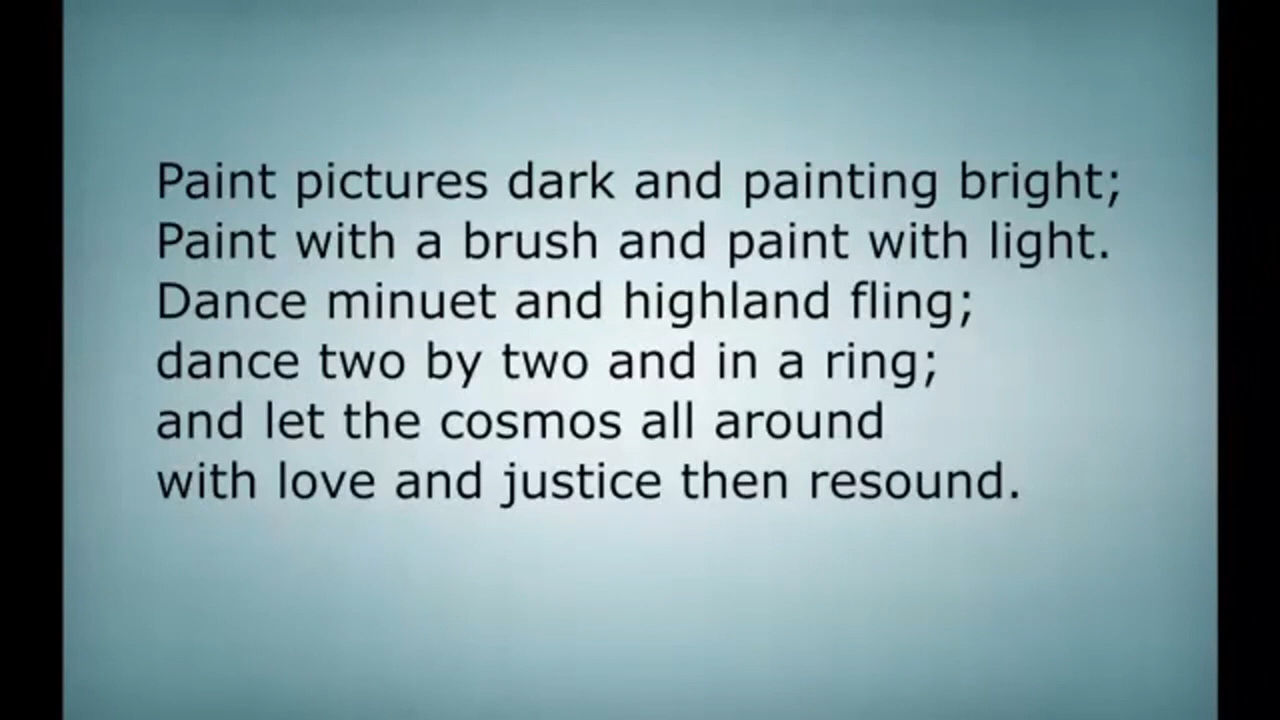 Paint pictures dark and painting bright;
Paint with a brush and paint with light.
Dance minuet and highland fling;
dance two by two and in a ring;
and let the cosmos all around
with love and justice then resound.